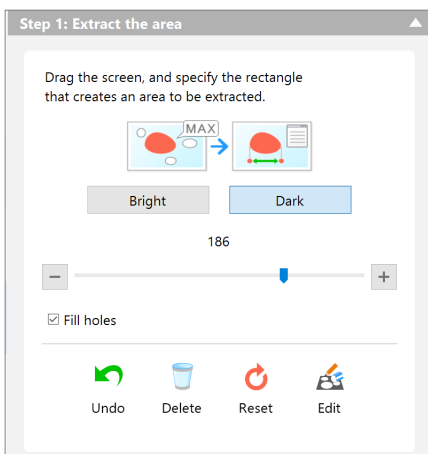 Step 1: Extract the area
Drag the screen, and specify the rectangle
that creates an area to be extracted.
MAX
Bright
Dark
186
Fill holes
Undo
Delete
Reset
Edit